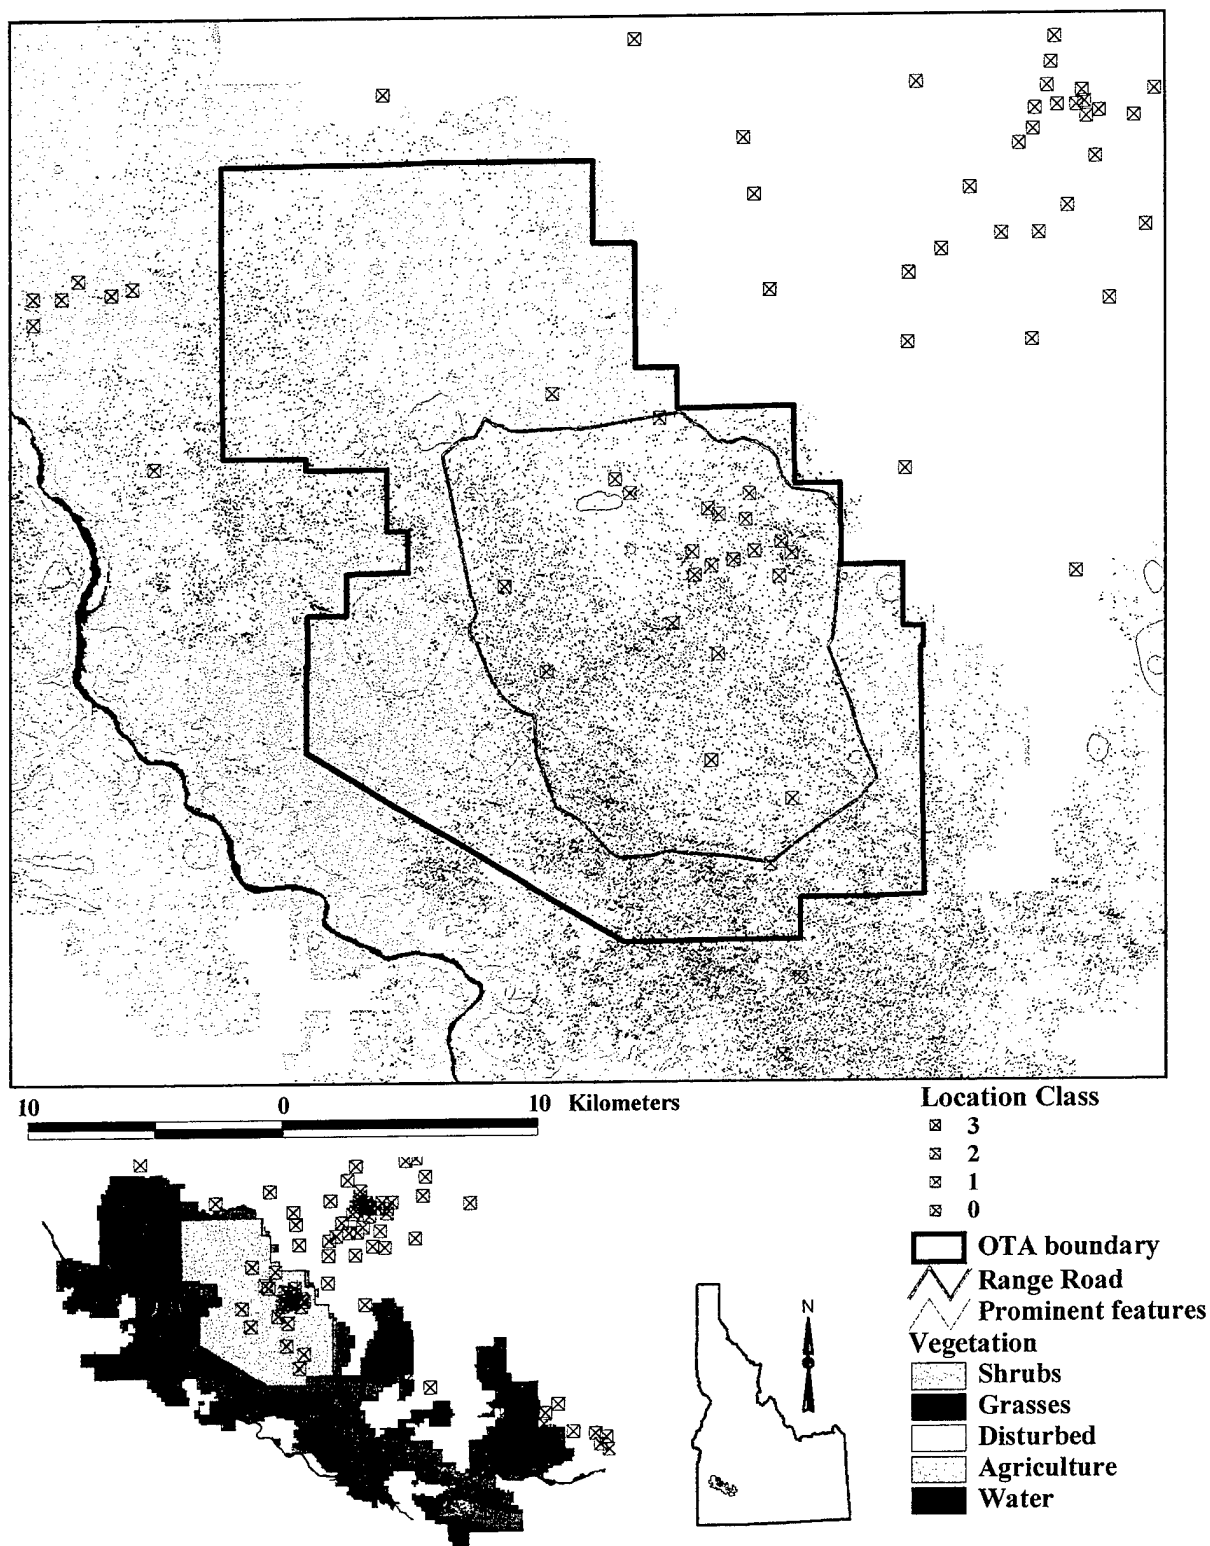 10 0 10 Kilometers
Location Class
3
2
1
0
OTA boundary
Range Road
Prominent features
Vegetation
Shrubs
Grasses
Disturbed
Agriculture
Water
N